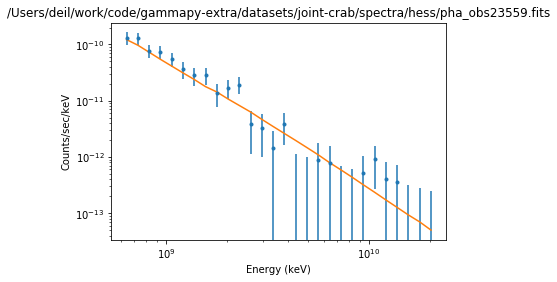 /Users/deil/work/code/gammapy-extra/datasets/joint-crab/spectra/hess/pha_obs23559.fits
10⁻¹⁰
10⁻¹¹
10⁻¹²
10⁻¹³
Counts/sec/keV
10⁹
10¹⁰
Energy (keV)